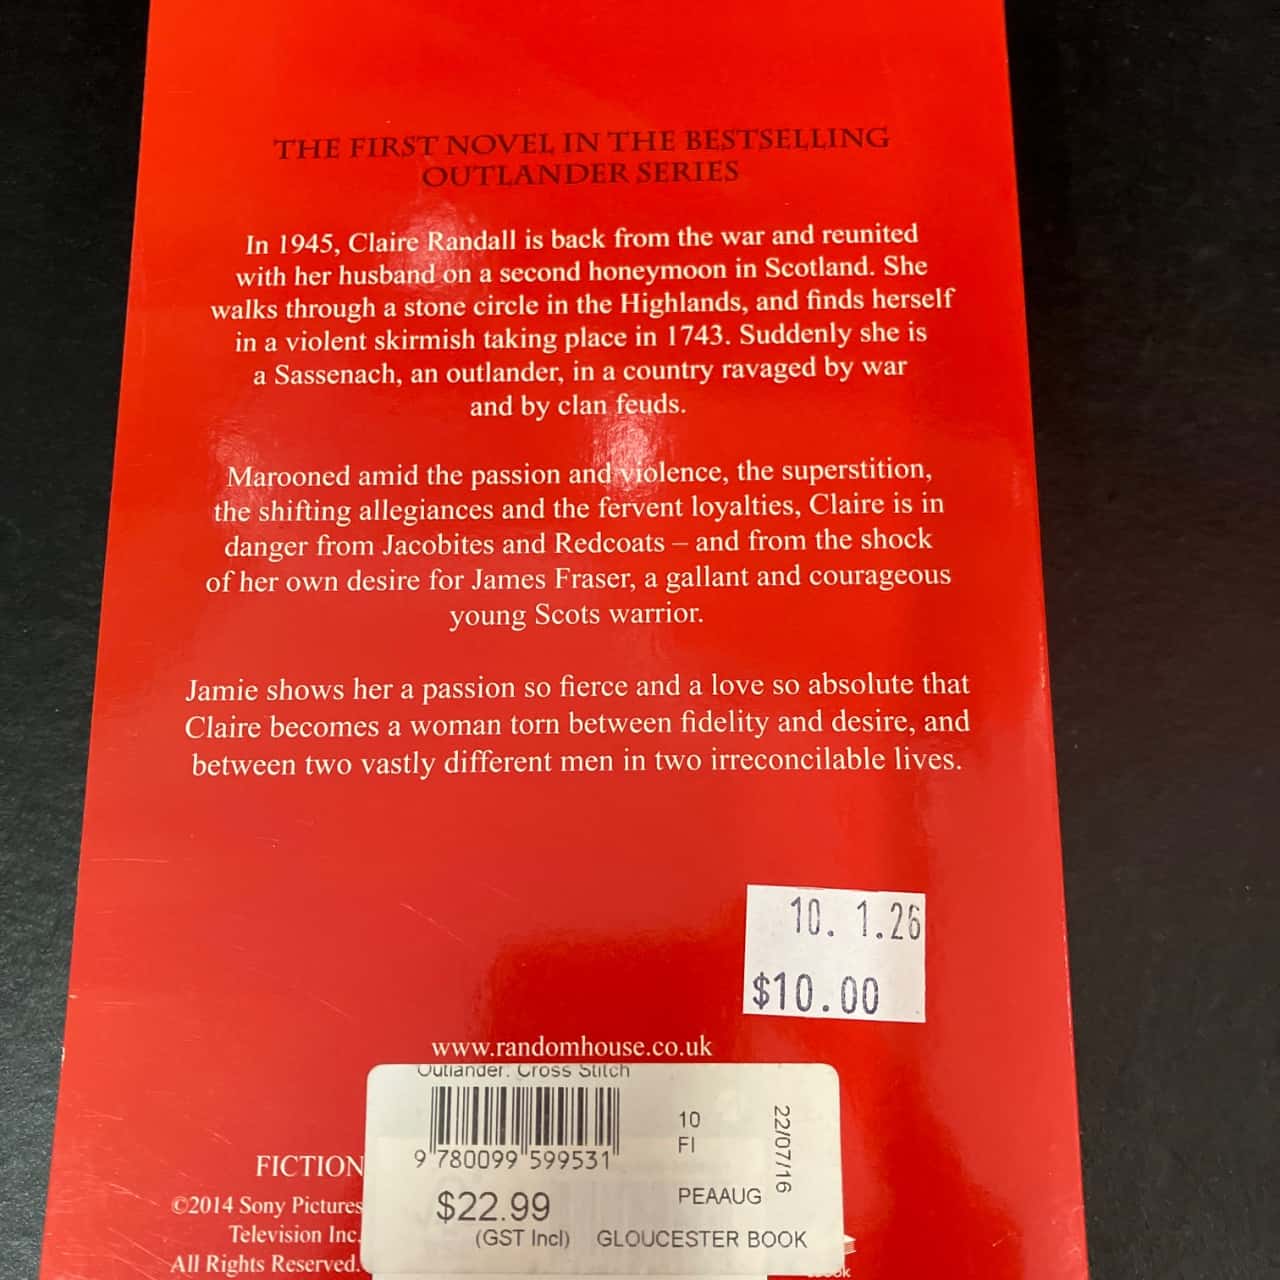 THE FIRST NOVEL IN THE BESTSELLING
OUTLANDER SERIES
In 1945, Claire Randall is back from the war and reunited
with her husband on a second honeymoon in Scotland. She
walks through a stone circle in the Highlands, and finds herself
in a violent skirmish taking place in 1743. Suddenly she is
a Sassenach, an outlander, in a country ravaged by war
and by clan feuds.
Marooned amid the passion and violence, the superstition,
the shifting allegiances and the fervent loyalties, Claire is in
danger from Jacobites and Redcoats – and from the shock
of her own desire for James Fraser, a gallant and courageous
young Scots warrior.
Jamie shows her a passion so fierce and a love so absolute that
Claire becomes a woman torn between fidelity and desire, and
between two vastly different men in two irreconcilable lives.
10. 1.26
$10.00
www.randomhouse.co.uk
Outlander: Cross Stitch
9 780099 599531
10
FI
22/07/16
$22.99
PEAAUG
(GST Incl) GLOUCESTER BOOK
FICTION
©2014 Sony Pictures
Television Inc.
All Rights Reserved.